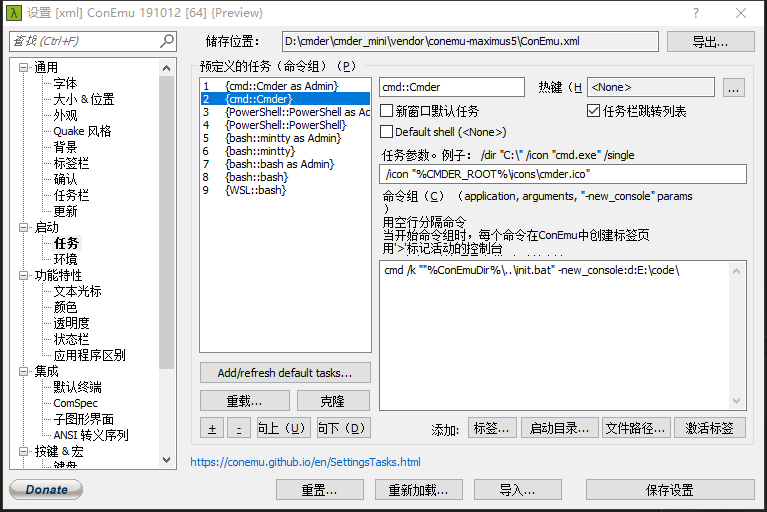 设置 [xml] ConEmu 191012 [64] {Preview}
查找 (Ctrl+F)
储存位置：
D:\cmder\cmder_mini\vendor\conemu-maximus5\ConEmu.xml
导出...
通用
字体
大小 & 位置
外观
Quake 风格
背景
标签栏
确认
任务栏
更新
启动
任务
环境
功能特性
文本光标
颜色
透明度
状态栏
应用程序区别
集成
默认终端
ComSpec
子图形界面
ANSI 转义序列
按键 & 宏
键盘
预定义的任务（命令组）（P）
1 {cmd::Cmder as Admin}
2 {cmd::Cmder}
3 {PowerShell::PowerShell as Ad
4 {PowerShell::PowerShell}
5 {bash::mintty as Admin}
6 {bash::mintty}
7 {bash::bash as Admin}
8 {bash::bash}
9 {WSL::bash}
Add/refresh default tasks...
重载...
克隆
+
-
向上（U）
向下（D）
cmd::Cmder
热键（H
<None>
...
新窗口默认任务
任务栏跳转列表
Default shell (<None>)
任务参数。例子： /dir "C:\" /icon "cmd.exe" /single
/icon "%CMDER_ROOT%\icons\cmder.ico"
命令组（C）（application, arguments, "-new_console" params
）
用空行分隔命令
当开始命令组时，每个命令在ConEmu中创建标签页
用'>'标记活动的控制台
cmd /k ""%ConEmuDir%\..\init.bat" -new_console:d:E:\code\
添加:
标签...
启动目录...
文件路径...
激活标签
https://conemu.github.io/en/SettingsTasks.html
Donate
重置...
重新加载...
导入...
保存设置